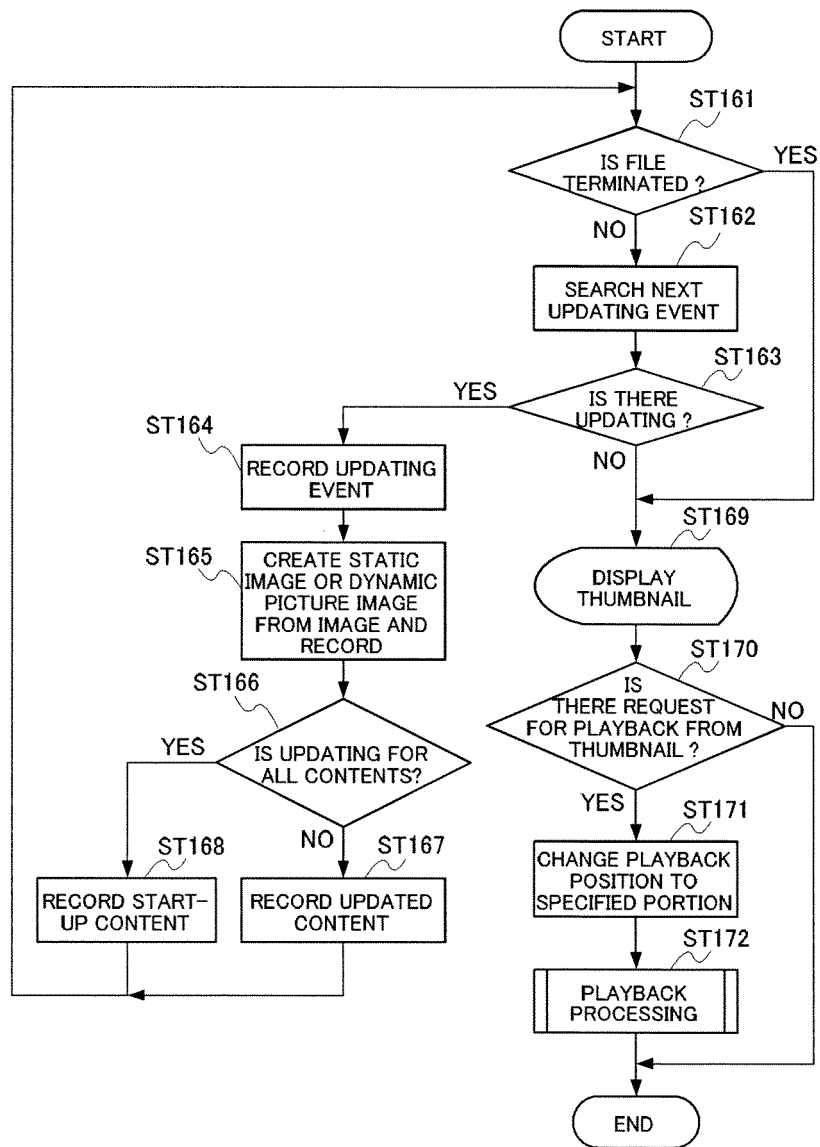 START
ST161
IS FILE
TERMINATED ?
YES
NO
ST162
SEARCH NEXT
UPDATING EVENT
ST163
IS THERE
UPDATING ?
YES
NO
ST164
RECORD UPDATING
EVENT
ST165
CREATE STATIC
IMAGE OR DYNAMIC
PICTURE IMAGE
FROM IMAGE AND
RECORD
ST166
IS UPDATING FOR
ALL CONTENTS?
YES
NO
ST168
RECORD START-
UP CONTENT
ST167
RECORD UPDATED
CONTENT
ST169
DISPLAY
THUMBNAIL
ST170
IS
THERE REQUEST
FOR PLAYBACK FROM
THUMBNAIL ?
NO
YES
ST171
CHANGE PLAYBACK
POSITION TO
SPECIFIED PORTION
ST172
PLAYBACK
PROCESSING
END